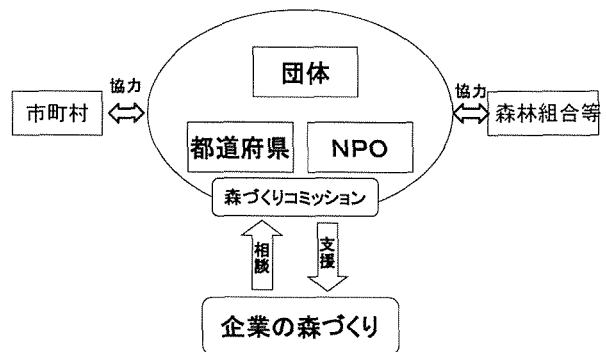 団体
協力
市町村
協力
森林組合等
都道府県
NPO
森づくりコミッション
相談
支援
企業の森づくり